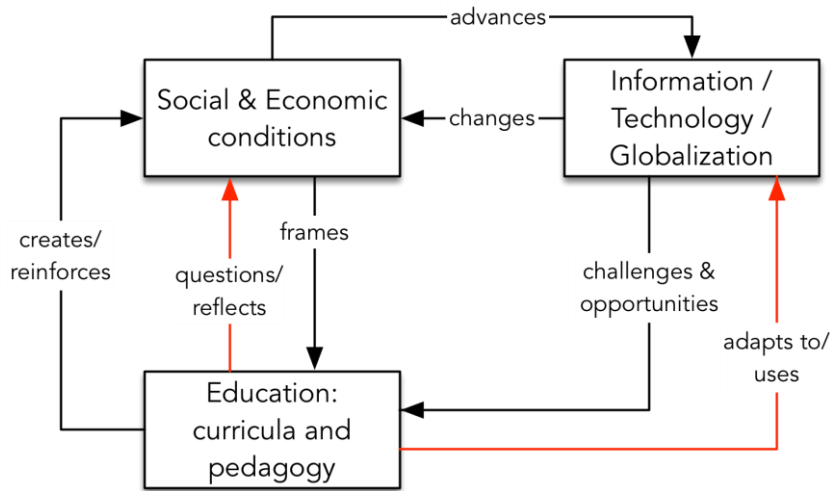 advances
Social & Economic
conditions
Information /
Technology /
Globalization
changes
creates/
reinforces
questions/
reflects
frames
challenges &
opportunities
adapts to/
uses
Education:
curricula and
pedagogy